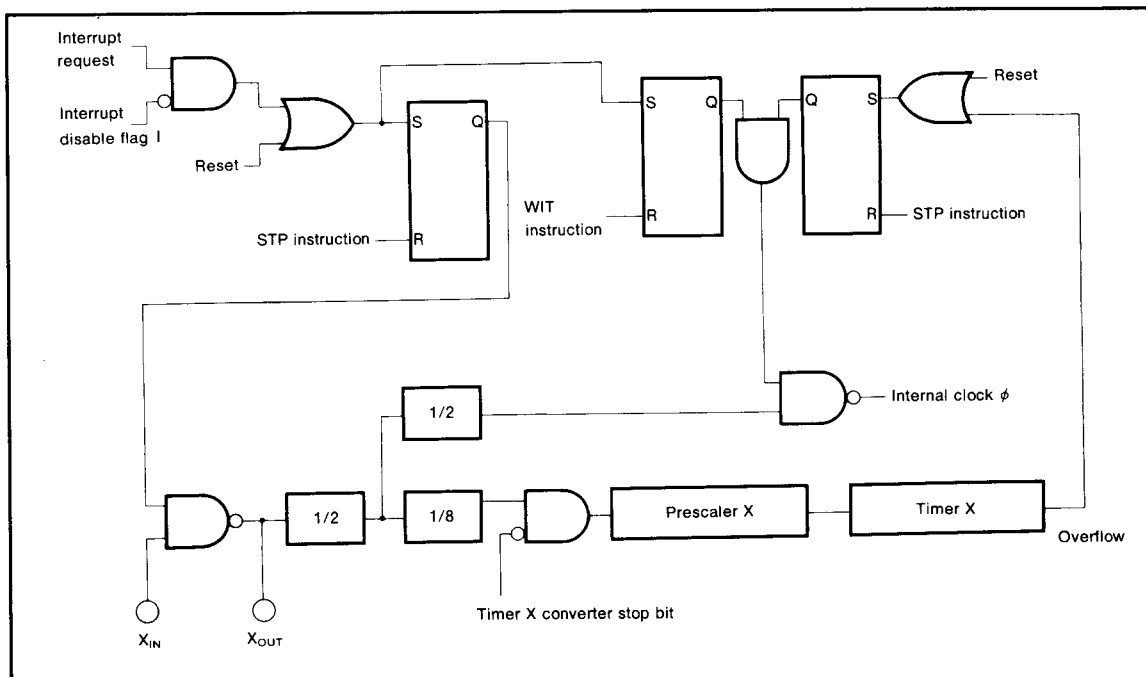 Interrupt
request
Interrupt
disable flag I
Reset
S
Q
R
STP instruction
S
Q
R
WIT
instruction
Q
S
R
Reset
STP instruction
1/2
Internal clock ϕ
1/2
1/8
Prescaler X
Timer X
Overflow
Timer X converter stop bit
XIN
XOUT